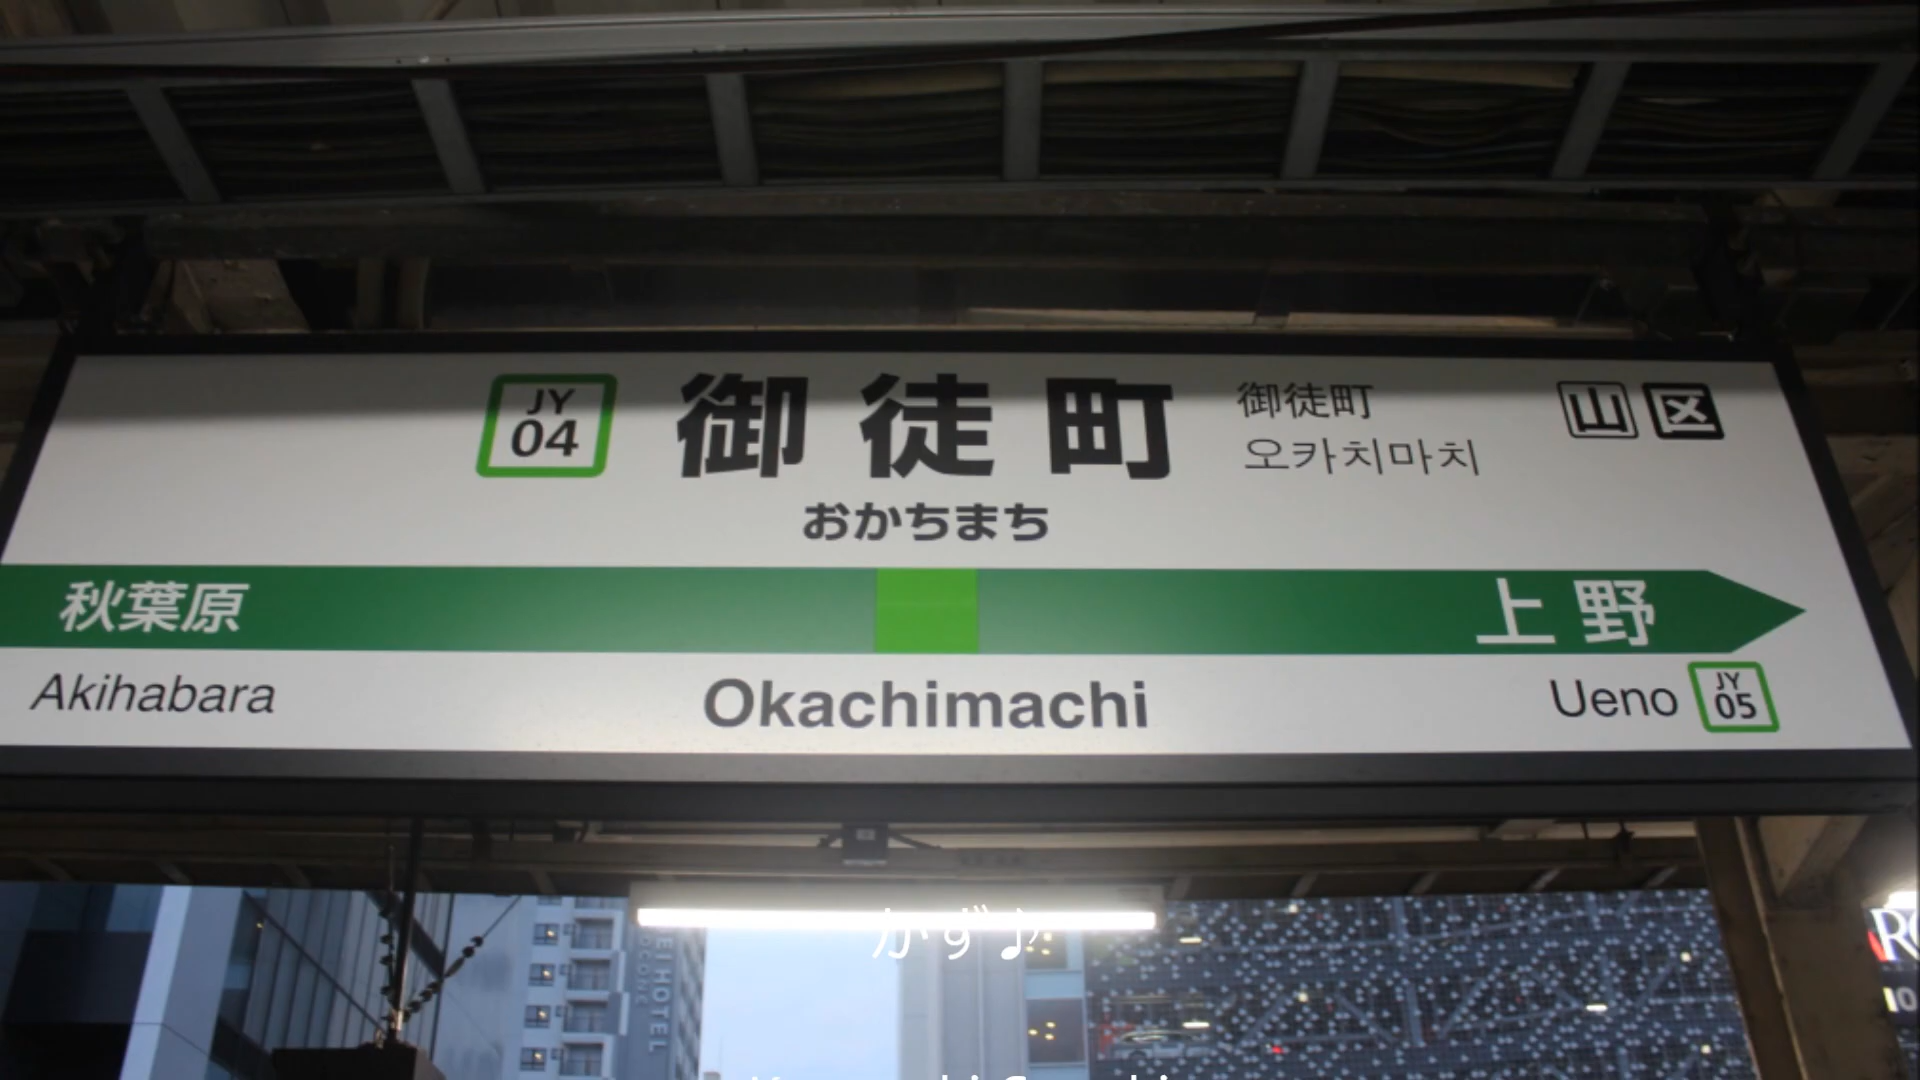 JY
04
御徒町
御徒町
오카치마치
山 区
おかちまち
秋葉原
上野
Akihabara
Okachimachi
Ueno
JY
05
かず♪
HOTEL